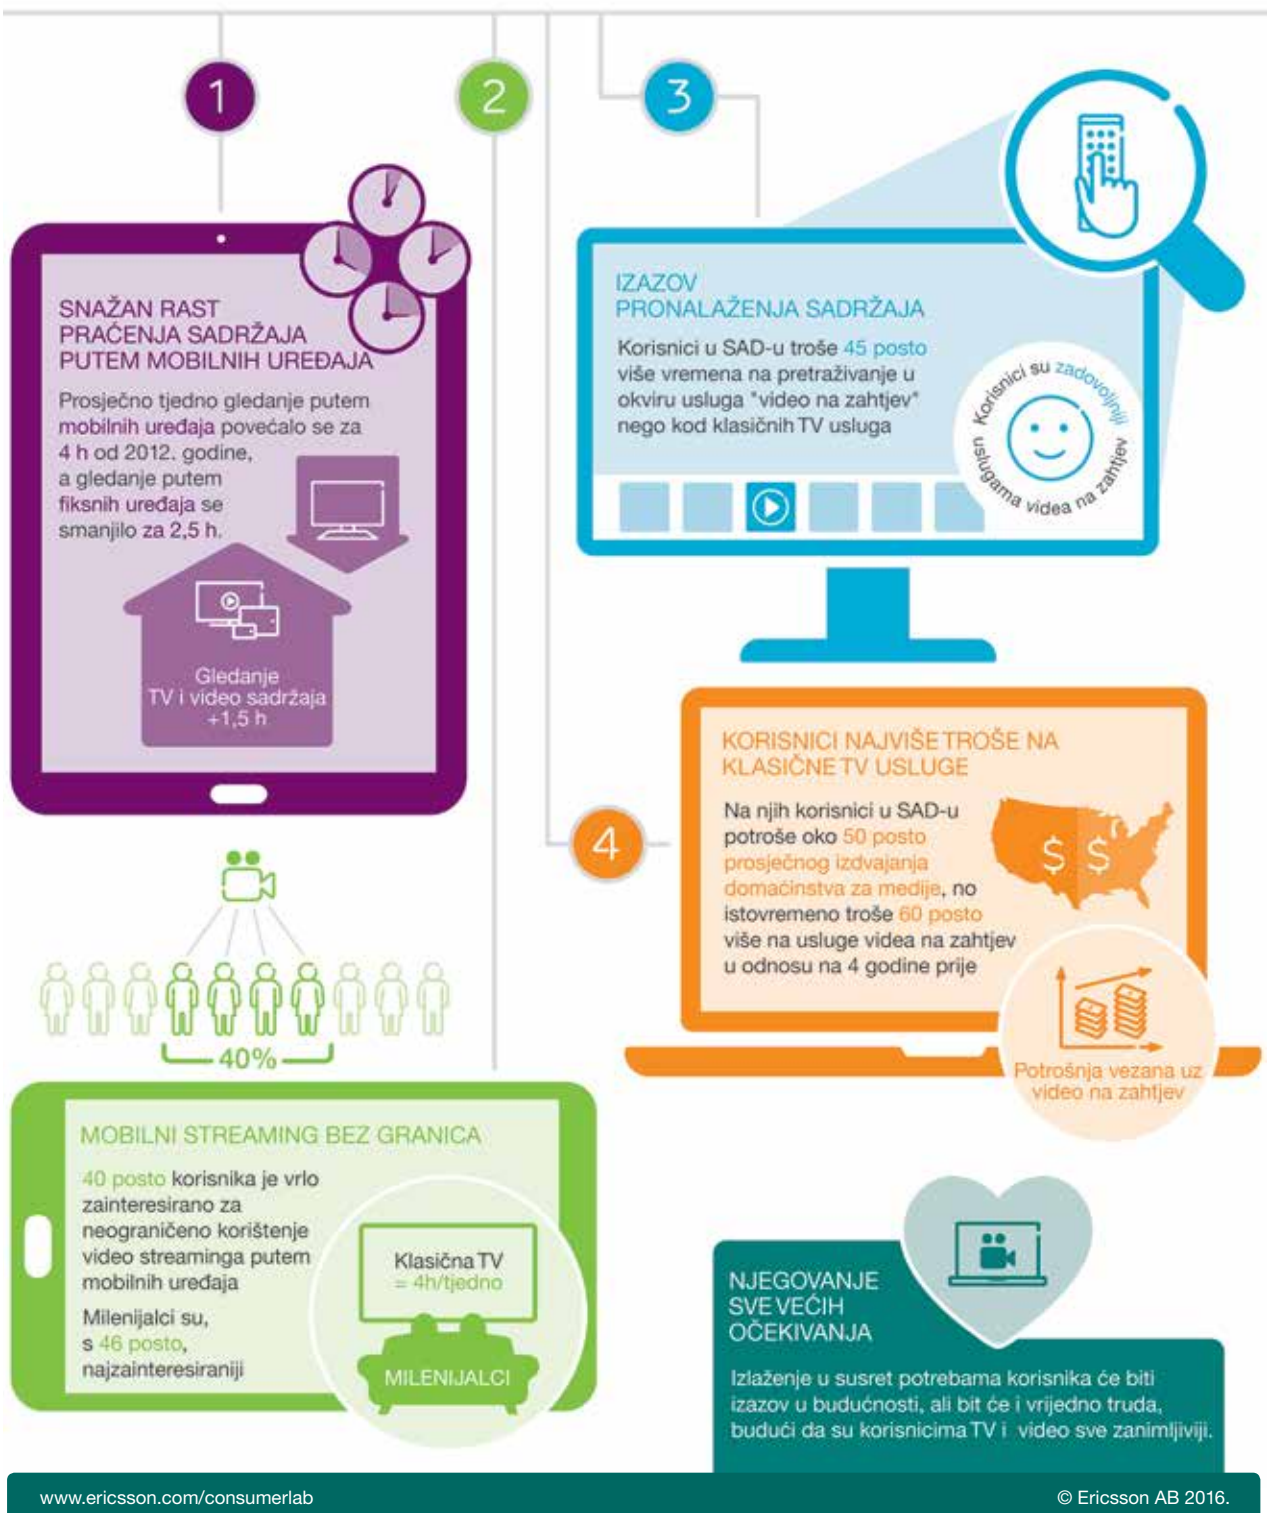 1
2
3
SNAŽAN RAST
PRAĆENJA SADRŽAJA
PUTEM MOBILNIH UREĐAJA
Prosječno tjedno gledanje putem
mobilnih uređaja povećalo se za
4 h od 2012. godine,
a gledanje putem
fiksnih uređaja se
smanjilo za 2,5 h.
Gledanje
TV i video sadržaja
+1,5 h
IZAZOV
PRONALAŽENJA SADRŽAJA
Korisnici u SAD-u troše 45 posto
više vremena na pretraživanje u
okviru usluga "video na zahtjev"
nego kod klasičnih TV usluga
Korisnici su zadovoljniji
uslugama videa na zahtjev
4
KORISNICI NAJVIŠE TROŠE NA
KLASIČNE TV USLUGE
Na njih korisnici u SAD-u
potroše oko 50 posto
prosječnog izdvajanja
domaćinstva za medije, no
istovremeno troše 60 posto
više na usluge videa na zahtjev
u odnosu na 4 godine prije
$ $
Potrošnja vezana uz
video na zahtjev
40%
MOBILNI STREAMING BEZ GRANICA
40 posto korisnika je vrlo
zainteresirano za
neograničeno korištenje
video streaminga putem
mobilnih uređaja
Milenijalci su,
s 46 posto,
najzainteresiraniji
Klasična TV
= 4h/tjedno
MILENIJALCI
NJEGOVANJE
SVE VEĆIH
OČEKIVANJA
Izlaženje u susret potrebama korisnika će biti
izazov u budućnosti, ali bit će i vrijedno truda,
budući da su korisnicima TV i video sve zanimljiviji.
www.ericsson.com/consumerlab
© Ericsson AB 2016.